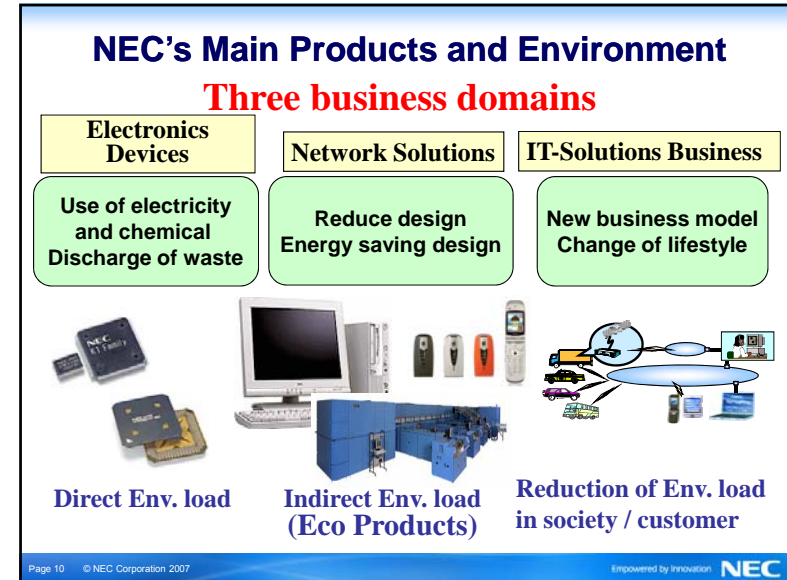 NEC's Main Products and Environment
Three business domains
Electronics
Devices
Use of electricity
and chemical
Discharge of waste
Network Solutions
Reduce design
Energy saving design
IT-Solutions Business
New business model
Change of lifestyle
NEC
K1 Family
Direct Env. load
Indirect Env. load
(Eco Products)
Reduction of Env. load
in society / customer
Page 10 © NEC Corporation 2007
Empowered by Innovation NEC